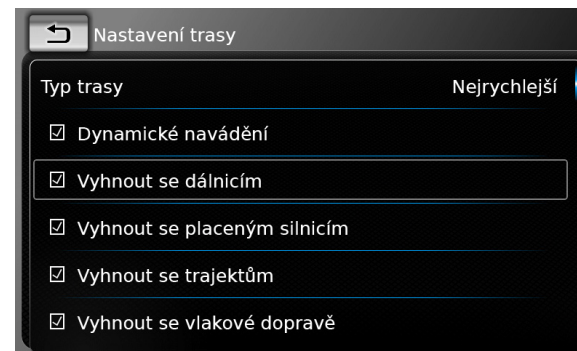 Nastavení trasy
Typ trasy Nejrychlejší
Dynamické navádění
Vyhnout se dálnicím
Vyhnout se placeným silnicím
Vyhnout se trajektům
Vyhnout se vlakové dopravě